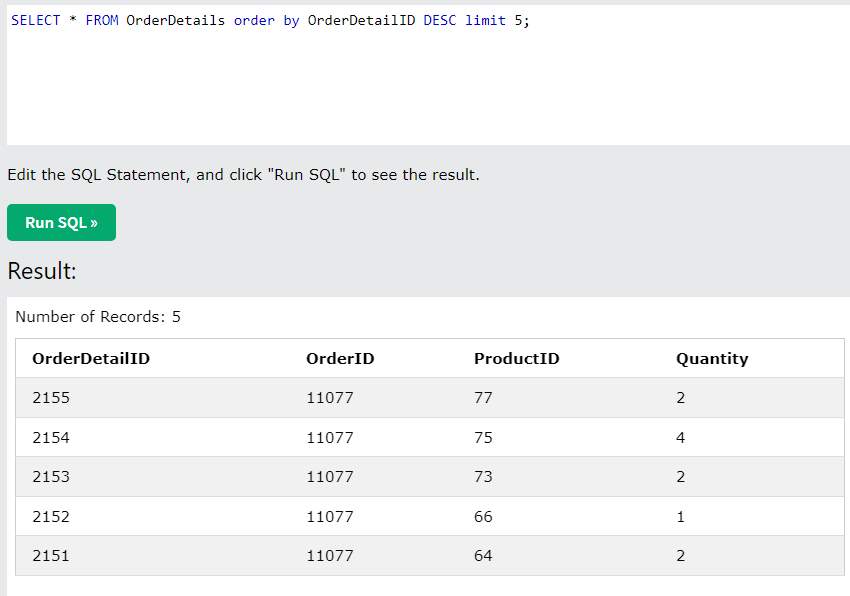 SELECT * FROM OrderDetails order by OrderDetailID DESC limit 5;
Edit the SQL Statement, and click "Run SQL" to see the result.
Run SQL »
Result:
Number of Records: 5
OrderDetailID OrderID ProductID Quantity
2155 11077 77 2
2154 11077 75 4
2153 11077 73 2
2152 11077 66 1
2151 11077 64 2